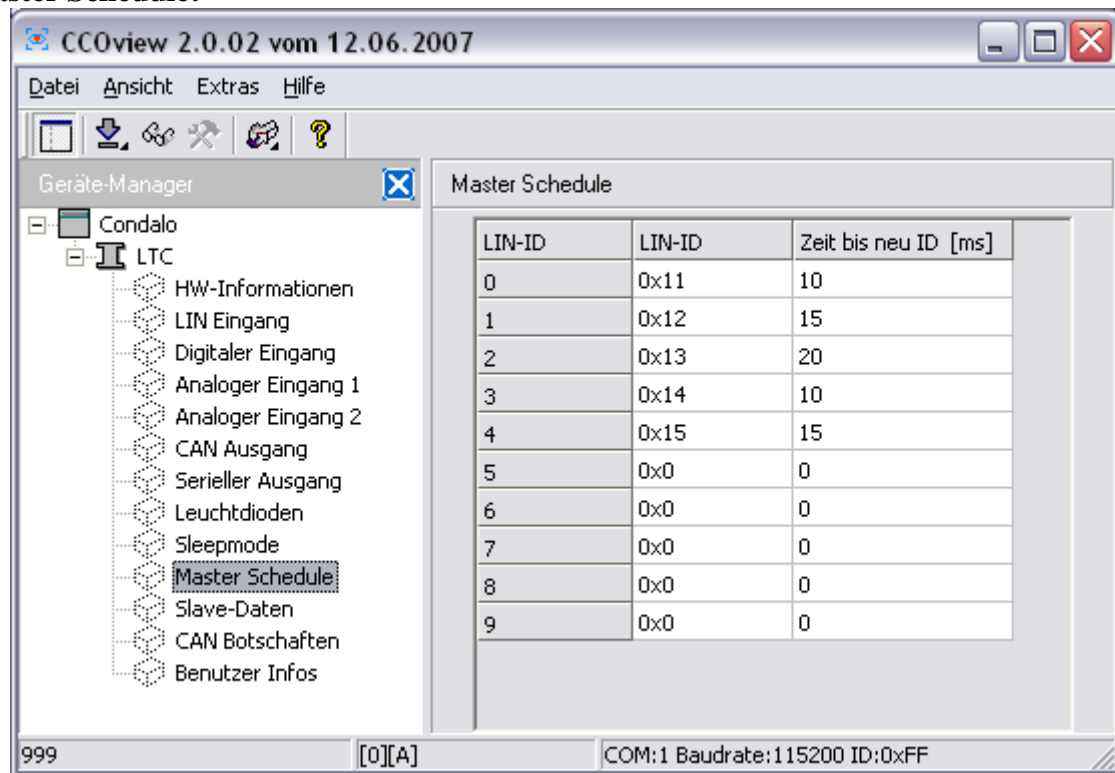 CCOview 2.0.02 vom 12.06.2007
Datei Ansicht Extras Hilfe
Geräte-Manager
Condalo
LTC
HW-Informationen
LIN Eingang
Digitaler Eingang
Analoger Eingang 1
Analoger Eingang 2
CAN Ausgang
Serieller Ausgang
Leuchtdioden
Sleepmode
Master Schedule
Slave-Daten
CAN Botschaften
Benutzer Infos
Master Schedule
LIN-ID LIN-ID Zeit bis neu ID [ms]
0 0x11 10
1 0x12 15
2 0x13 20
3 0x14 10
4 0x15 15
5 0x0 0
6 0x0 0
7 0x0 0
8 0x0 0
9 0x0 0
999 [0][A] COM:1 Baudrate:115200 ID:0xFF